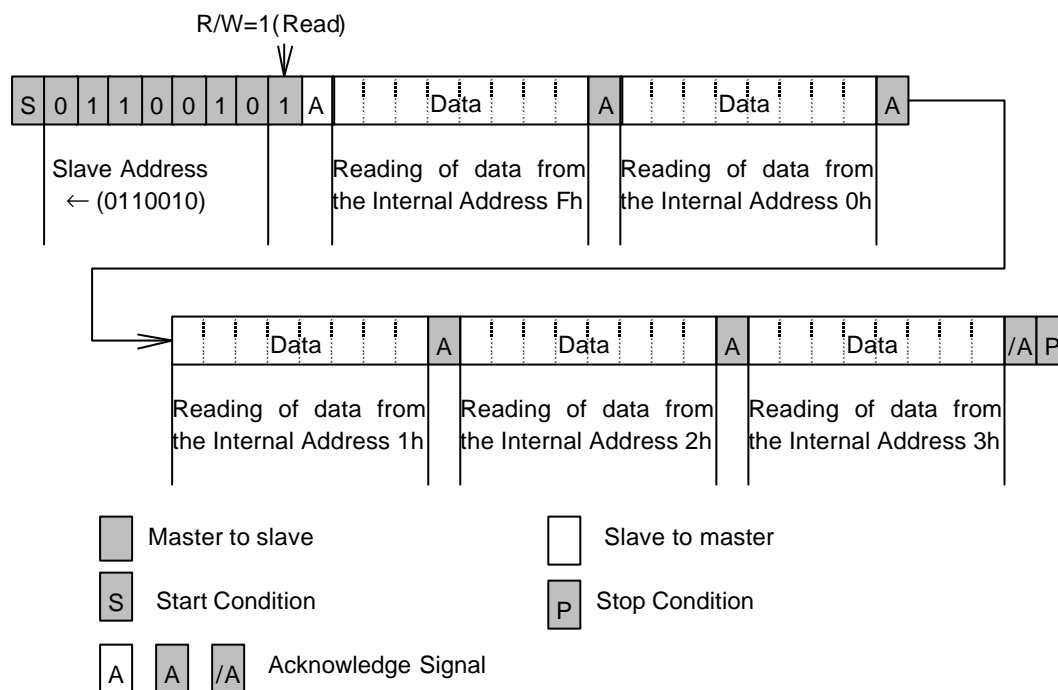 R/W=1(Read)
S 0 1 1 0 0 1 0 1 A Data A Data A
Slave Address
← (0110010)
Reading of data from
the Internal Address Fh
Reading of data from
the Internal Address 0h
Data A Data A Data /A P
Reading of data from
the Internal Address 1h
Reading of data from
the Internal Address 2h
Reading of data from
the Internal Address 3h
Master to slave
Slave to master
S Start Condition
P Stop Condition
A A /A Acknowledge Signal